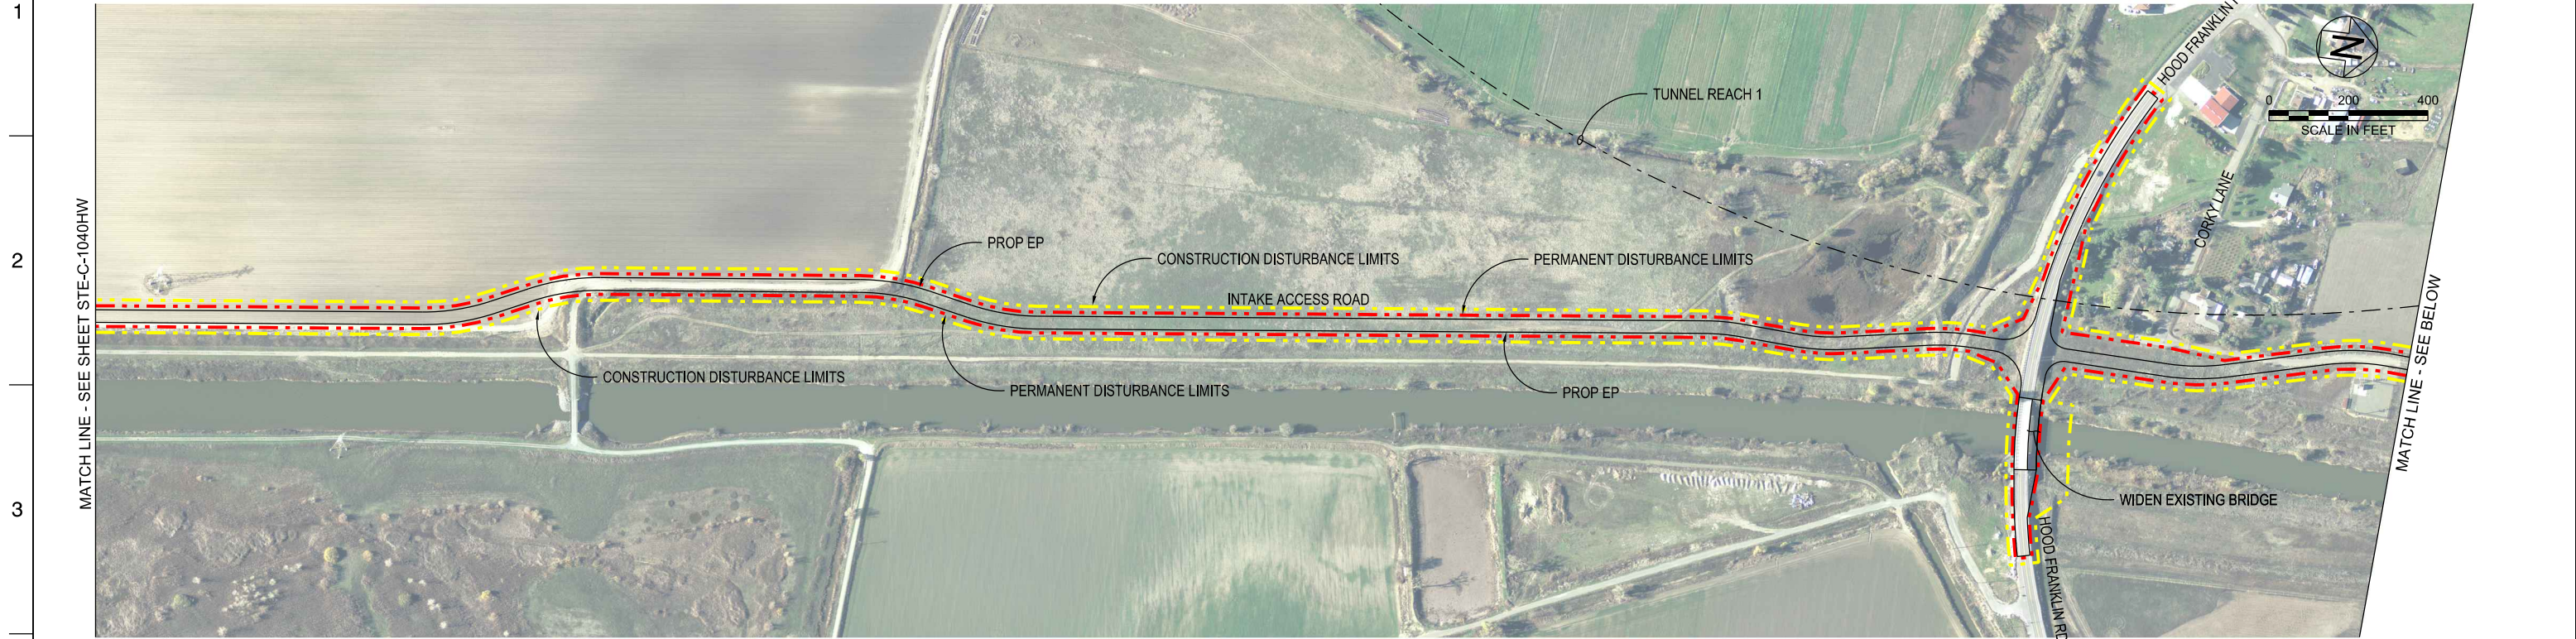 1
2
3
MATCH LINE - SEE SHEET STE-C-1040HW
HOOD FRANKLIN
N
0 200 400
SCALE IN FEET
TUNNEL REACH 1
CORKY LANE
PROP EP
CONSTRUCTION DISTURBANCE LIMITS
PERMANENT DISTURBANCE LIMITS
INTAKE ACCESS ROAD
CONSTRUCTION DISTURBANCE LIMITS
PERMANENT DISTURBANCE LIMITS
PROP EP
MATCH LINE - SEE BELOW
WIDEN EXISTING BRIDGE
HOOD FRANKLIN RD